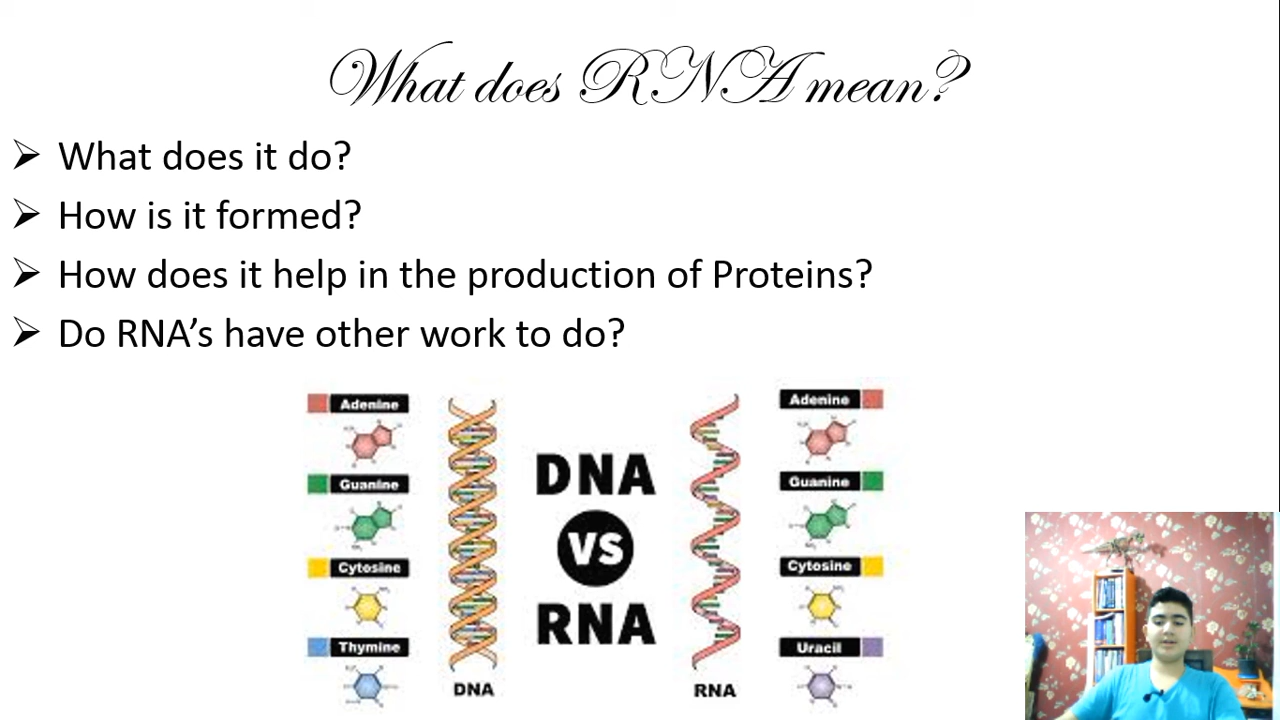 What does RNA mean?
What does it do?
How is it formed?
How does it help in the production of Proteins?
Do RNA’s have other work to do?
Adenine
Guanine
Cytosine
Thymine
DNA
DNA
VS
RNA
RNA
Adenine
Guanine
Cytosine
Uracil